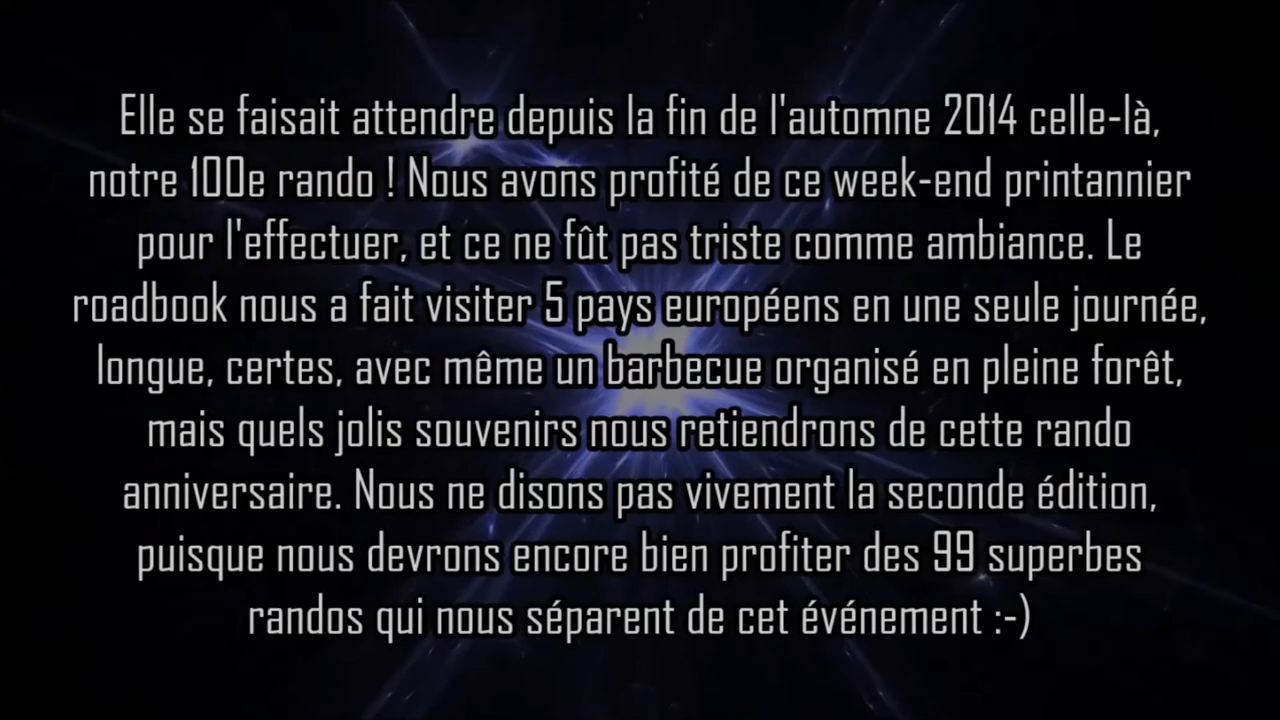 Elle se faisait attendre depuis la fin de l'automne 2014 celle-là,
notre 100e rando ! Nous avons profité de ce week-end printannier
pour l'effectuer, et ce ne fût pas triste comme ambiance. Le
roadbook nous a fait visiter 5 pays européens en une seule journée,
longue, certes, avec même un barbecue organisé en pleine forêt,
mais quels jolis souvenirs nous retiendrons de cette rando
anniversaire. Nous ne disons pas vivement la seconde édition,
puisque nous devrons encore bien profiter des 99 superbes
randos qui nous séparent de cet événement :-)